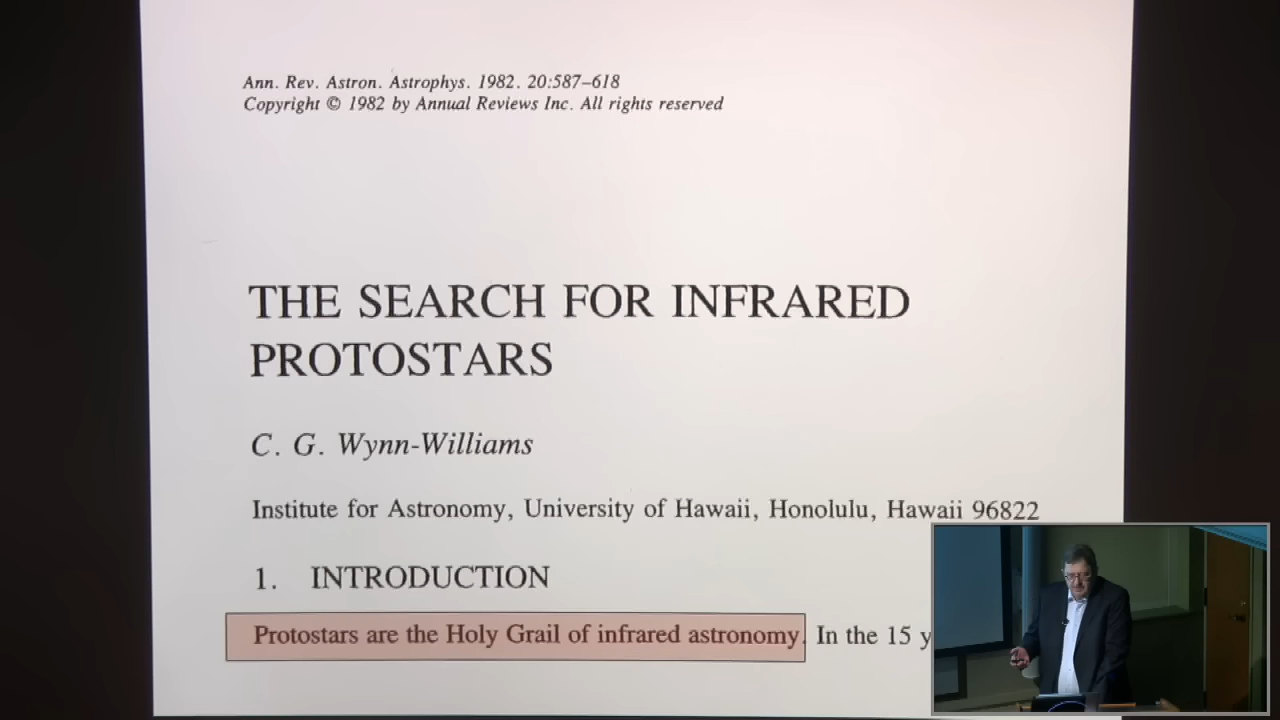 Ann. Rev. Astron. Astrophys. 1982. 20:587–618
Copyright © 1982 by Annual Reviews Inc. All rights reserved
THE SEARCH FOR INFRARED
PROTOSTARS
C. G. Wynn-Williams
Institute for Astronomy, University of Hawaii, Honolulu, Hawaii 96822
1. INTRODUCTION
Protostars are the Holy Grail of infrared astronomy. In the 15 y